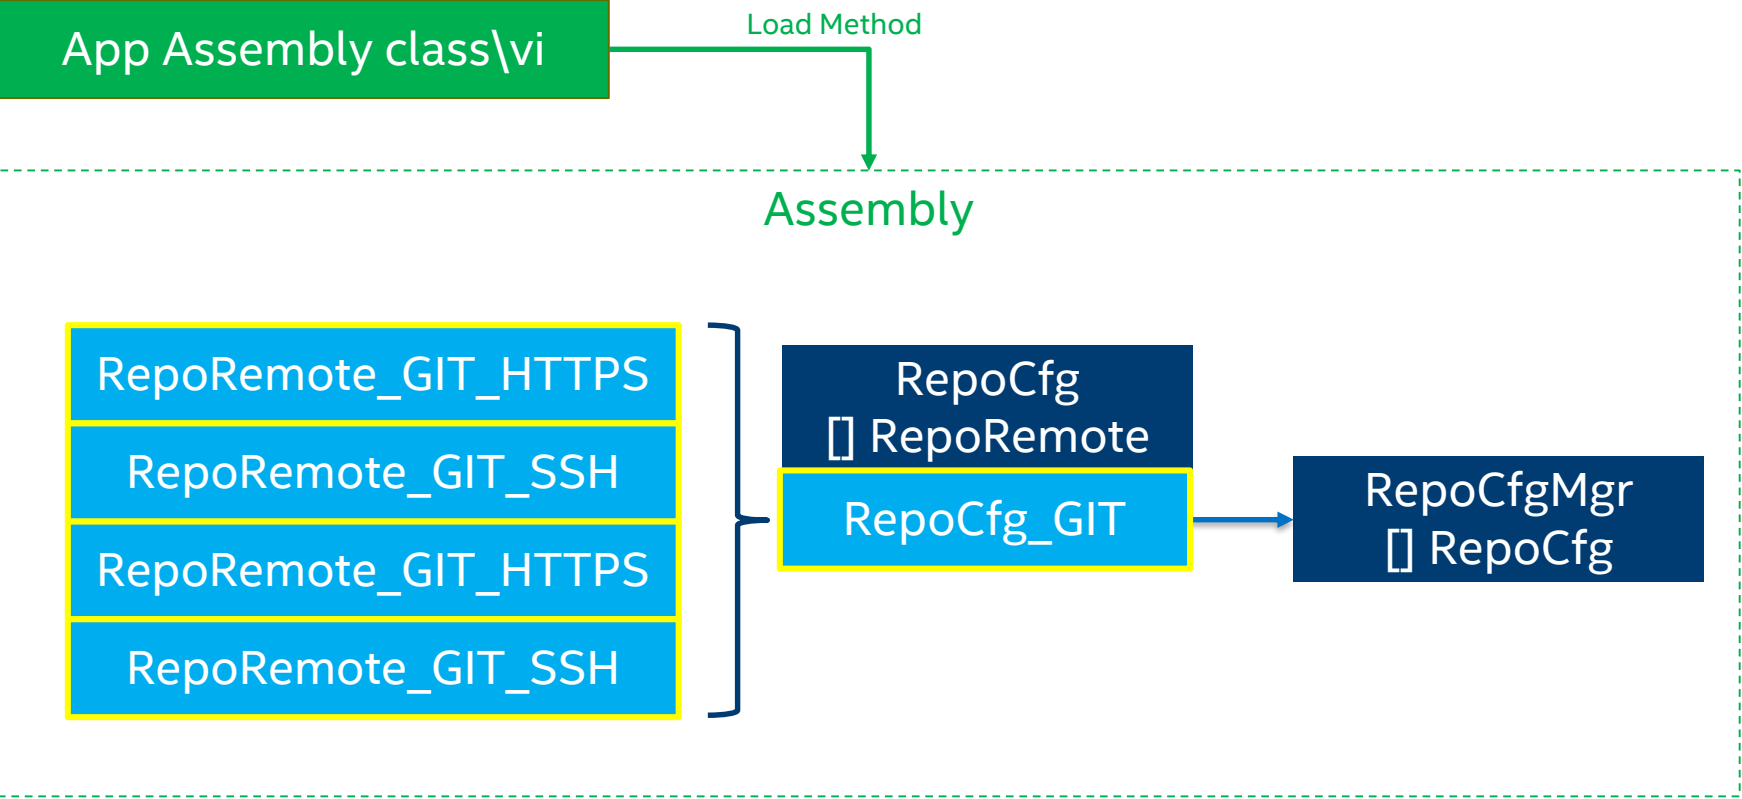 App Assembly class\vi
Load Method
Assembly
RepoRemote_GIT_HTTPS
RepoRemote_GIT_SSH
RepoRemote_GIT_HTTPS
RepoRemote_GIT_SSH
RepoCfg
[] RepoRemote
RepoCfg_GIT
RepoCfgMgr
[] RepoCfg